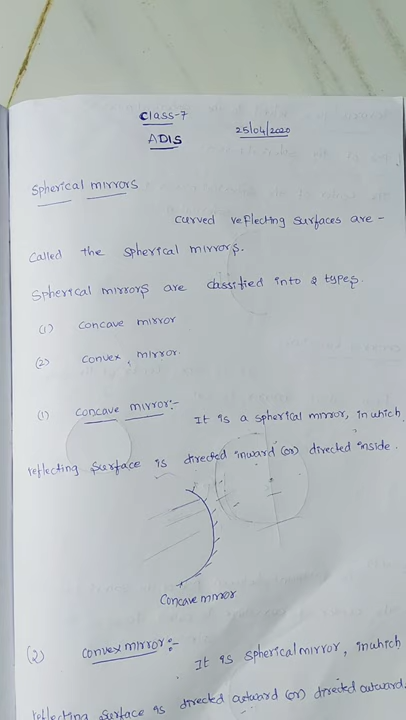 Class-7
ADIS
25/04/2020
Spherical mirrors
Curved reflecting surfaces are -
Called the spherical mirrors.
Spherical mirrors are classified into 2 types.
(1) Concave mirror
(2) Convex, mirror.
(1) Concave mirror:-
It is a spherical mirror, in which
reflecting surface is directed inward (or) directed inside.
Concave mirror
(2) Convex mirror:-
It is spherical mirror, in which
reflecting surface is directed outward (or) directed outward.